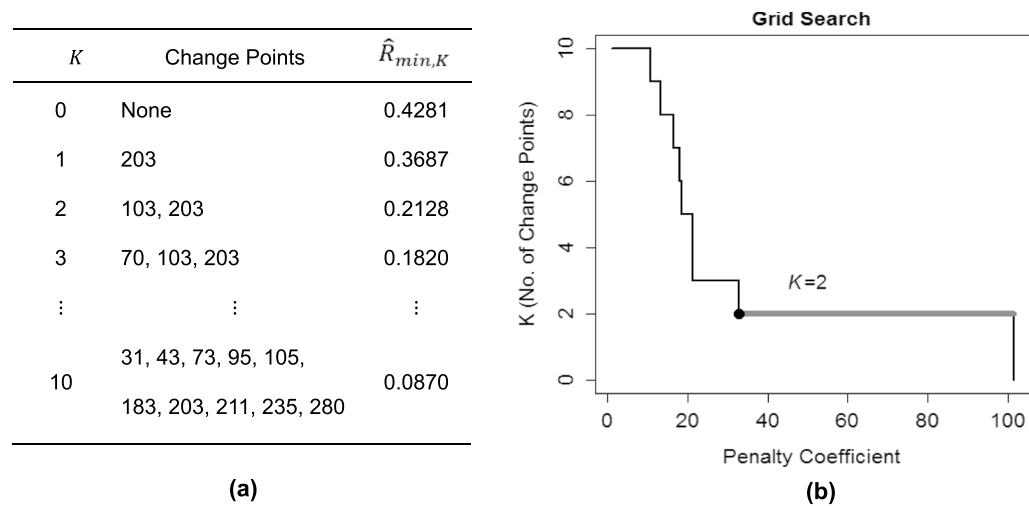 K Change Points R̂min,K
0 None 0.4281
1 203 0.3687
2 103, 203 0.2128
3 70, 103, 203 0.1820
⋮ ⋮ ⋮
31, 43, 73, 95, 105,
10 0.0870
183, 203, 211, 235, 280
(a)
Grid Search
K (No. of Change Points)
10
8
6
4
2
0
K=2
0 20 40 60 80 100
Penalty Coefficient
(b)